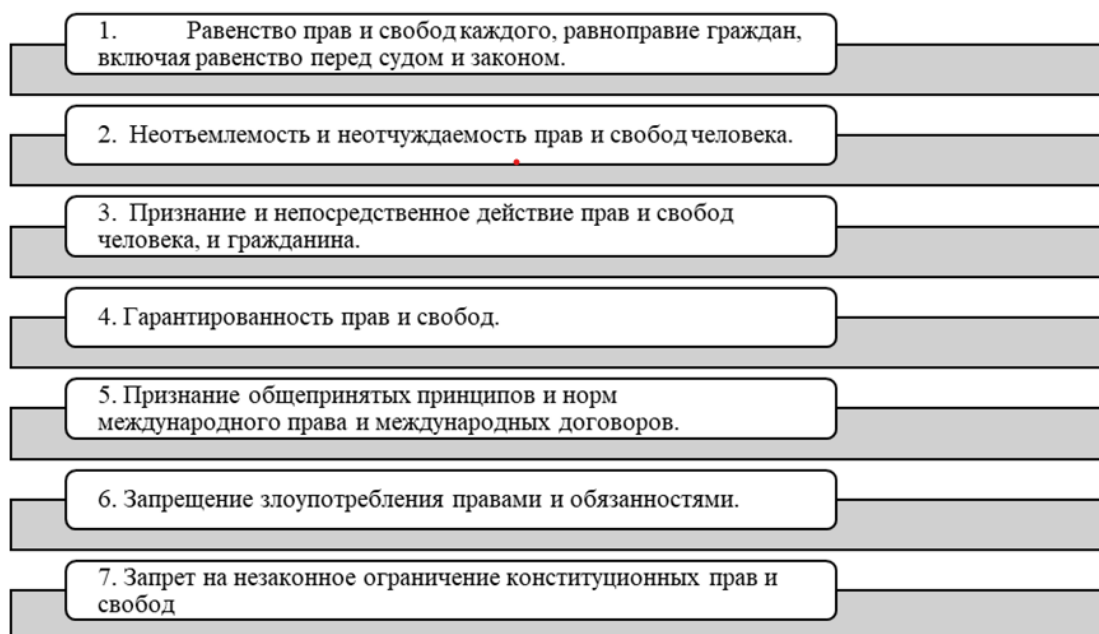 1. Равенство прав и свобод каждого, равноправие граждан,
включая равенство перед судом и законом.
2. Неотъемлемость и неотчуждаемость прав и свобод человека.
3. Признание и непосредственное действие прав и свобод
человека, и гражданина.
4. Гарантированность прав и свобод.
5. Признание общепринятых принципов и норм
международного права и международных договоров.
6. Запрещение злоупотребления правами и обязанностями.
7. Запрет на незаконное ограничение конституционных прав и
свобод